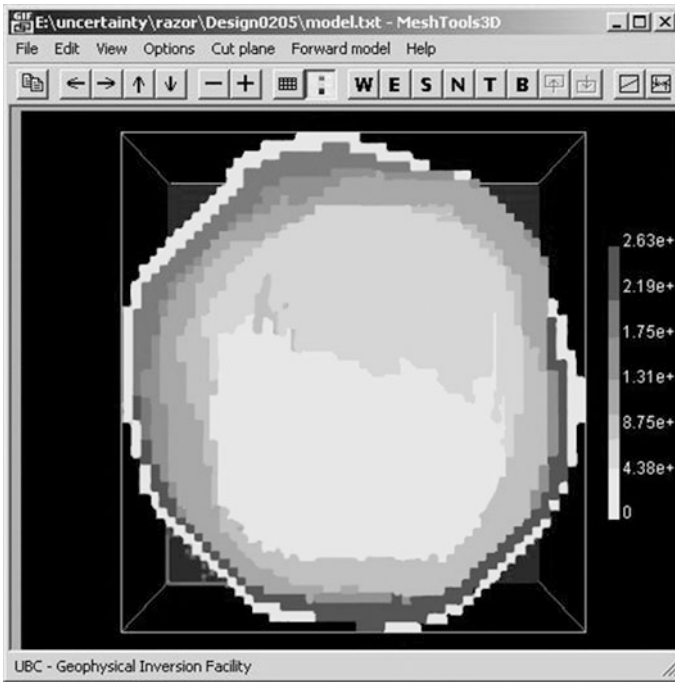 E:\uncertainty\razor\Design0205\model.txt - MeshTools3D
File Edit View Options Cut plane Forward model Help
W E S N T B
2.63e+
2.19e+
1.75e+
1.31e+
8.75e+
4.38e+
0
UBC - Geophysical Inversion Facility